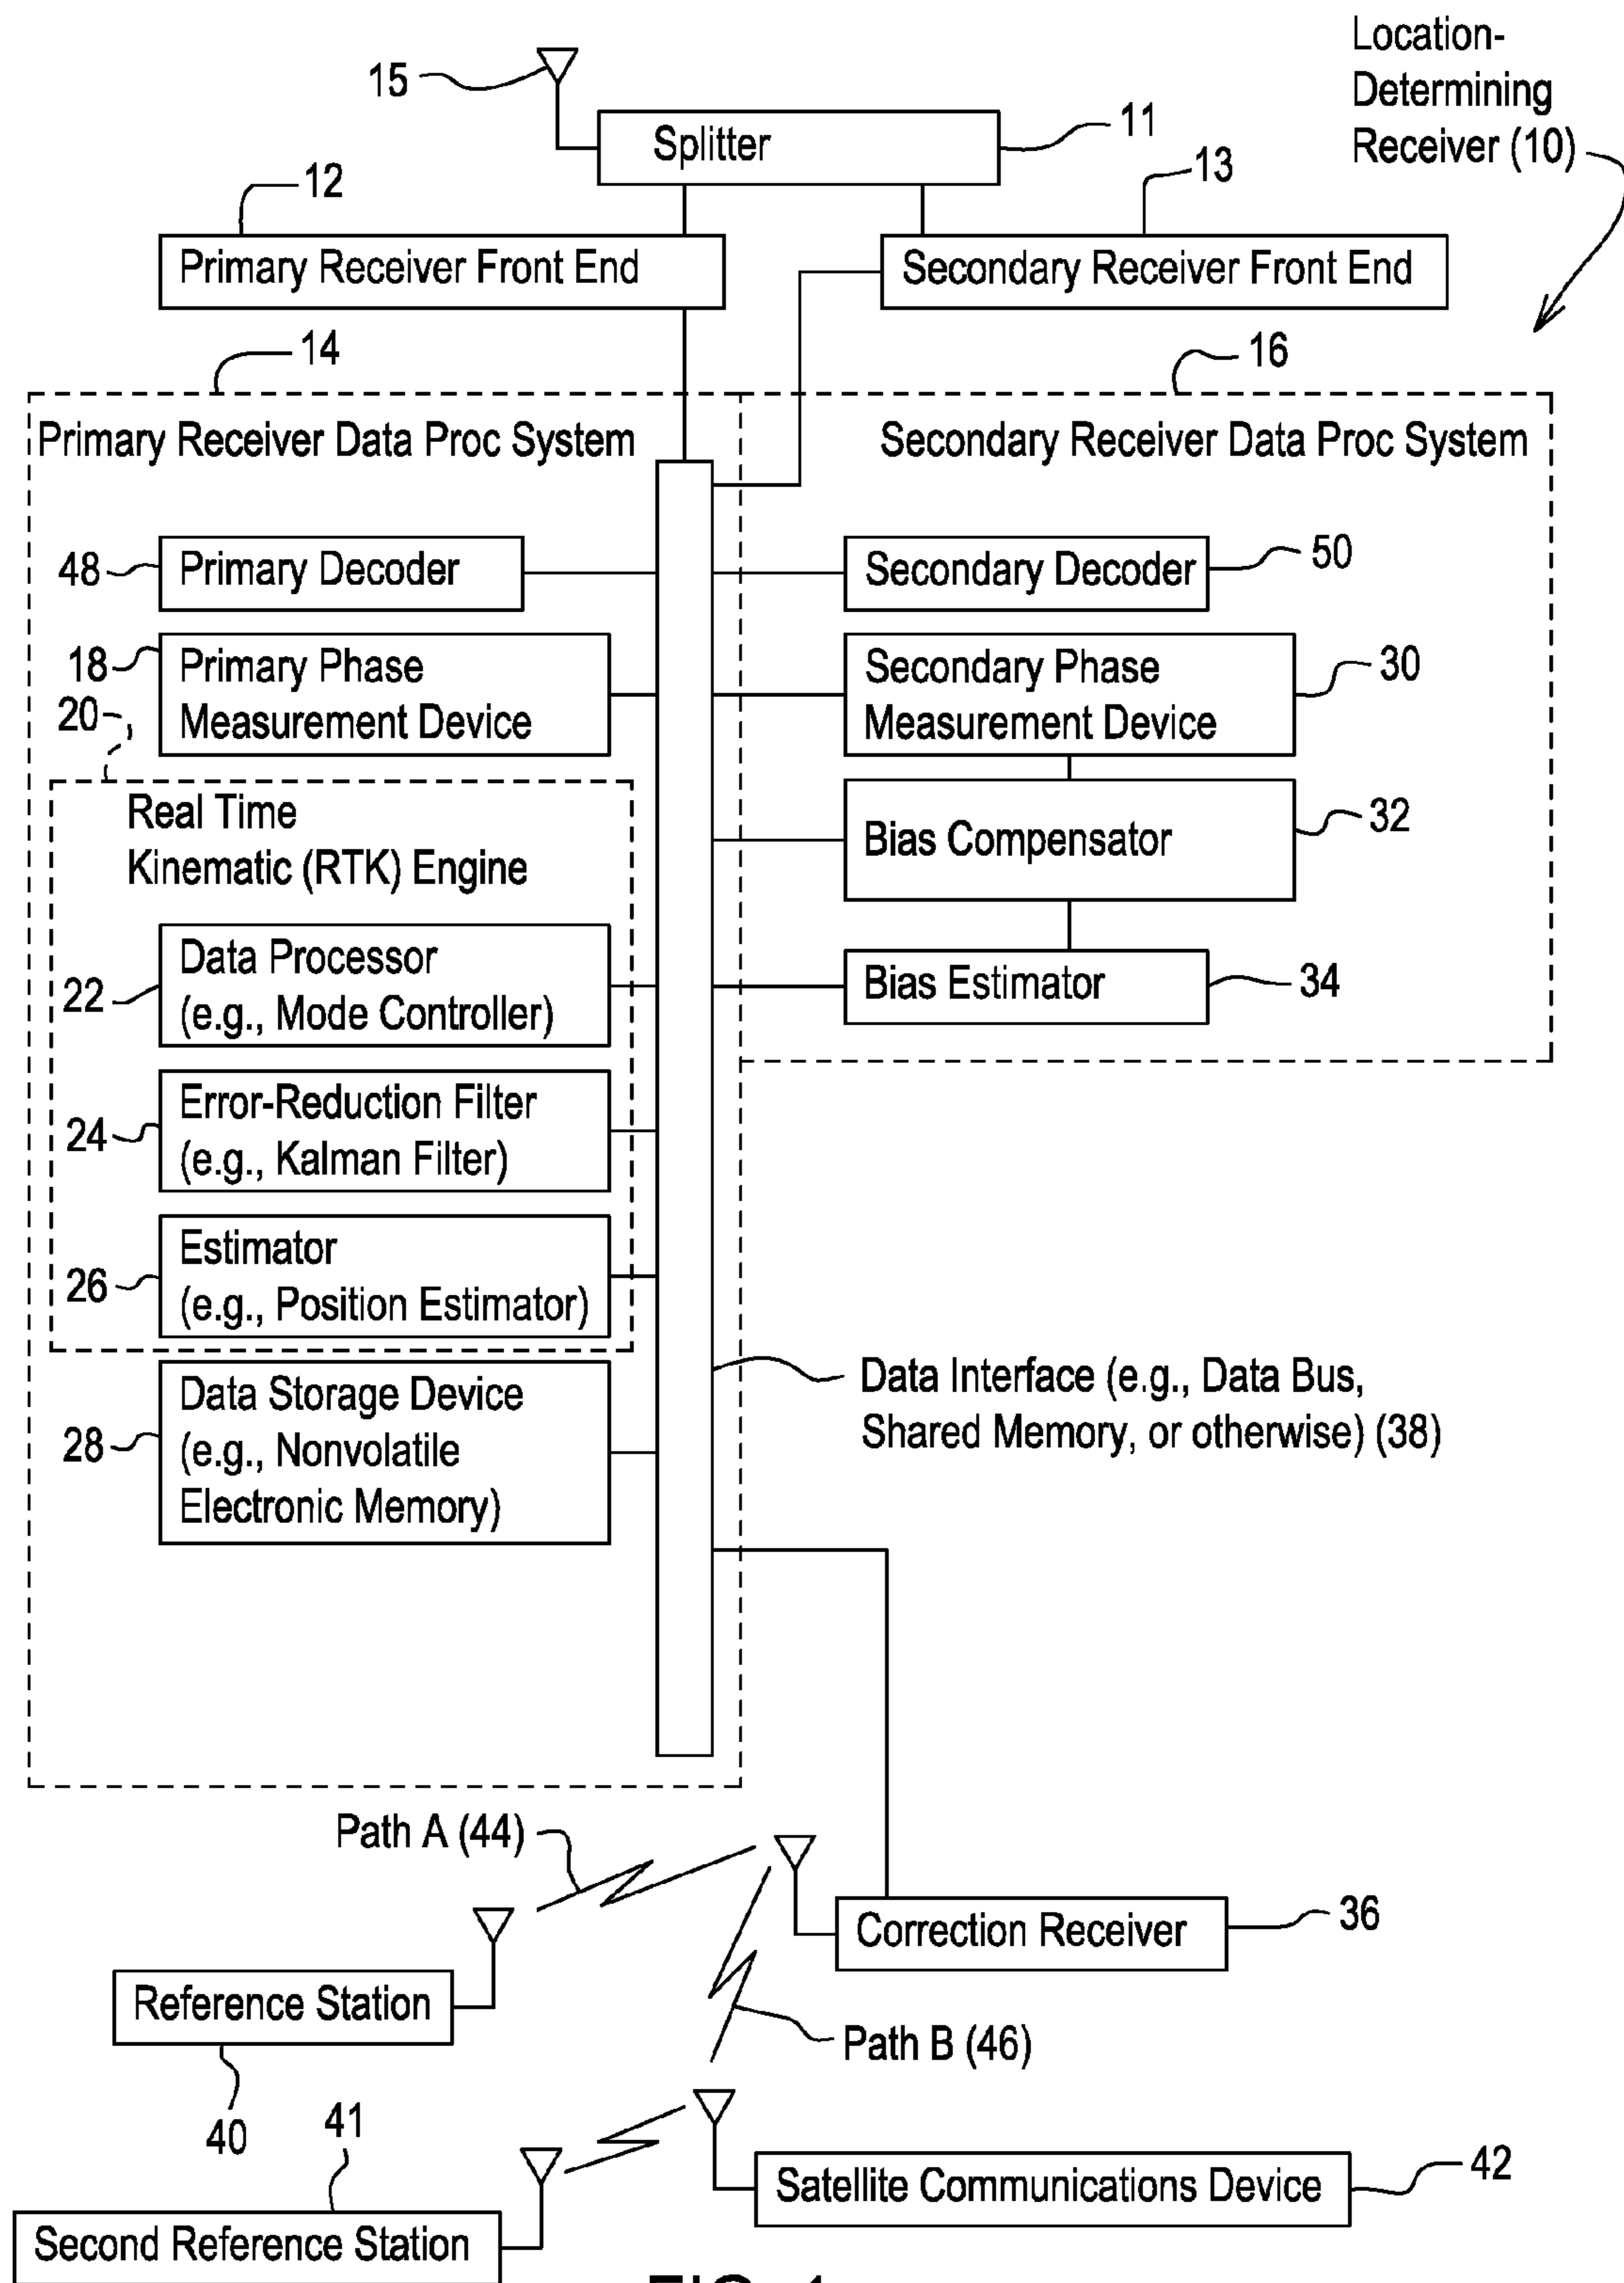 Location-
Determining
Receiver (10)
15
Splitter
11
12
13
Primary Receiver Front End
Secondary Receiver Front End
14
16
Primary Receiver Data Proc System
Secondary Receiver Data Proc System
48
Primary Decoder
Secondary Decoder
50
18
Primary Phase
Measurement Device
Secondary Phase
Measurement Device
30
20
Real Time
Kinematic (RTK) Engine
Bias Compensator
32
22
Data Processor
(e.g., Mode Controller)
Bias Estimator
34
24
Error-Reduction Filter
(e.g., Kalman Filter)
26
Estimator
(e.g., Position Estimator)
28
Data Storage Device
(e.g., Nonvolatile
Electronic Memory)
Data Interface (e.g., Data Bus,
Shared Memory, or otherwise) (38)
Path A (44)
Correction Receiver
36
Reference Station
40
Path B (46)
41
Satellite Communications Device
42
Second Reference Station